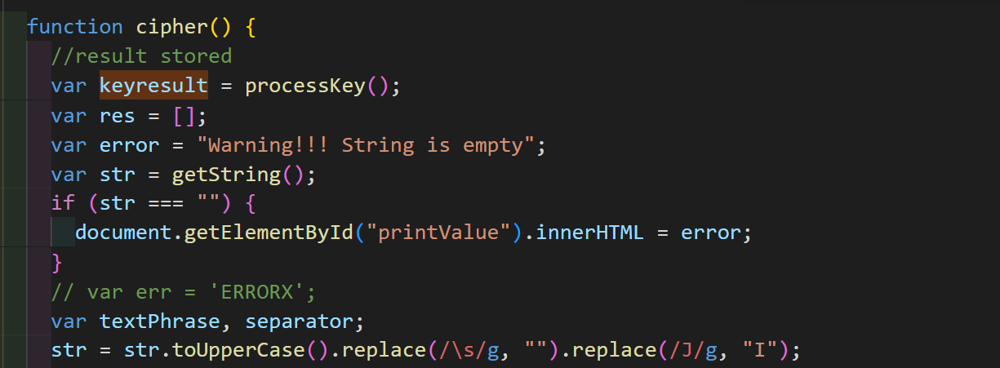 function cipher() {
//result stored
var keyresult = processKey();
var res = [];
var error = "Warning!!! String is empty";
var str = getString();
if (str === "") {
document.getElementById("printValue").innerHTML = error;
}
// var err = 'ERRORX';
var textPhrase, separator;
str = str.toUpperCase().replace(/\s/g, "").replace(/J/g, "I");